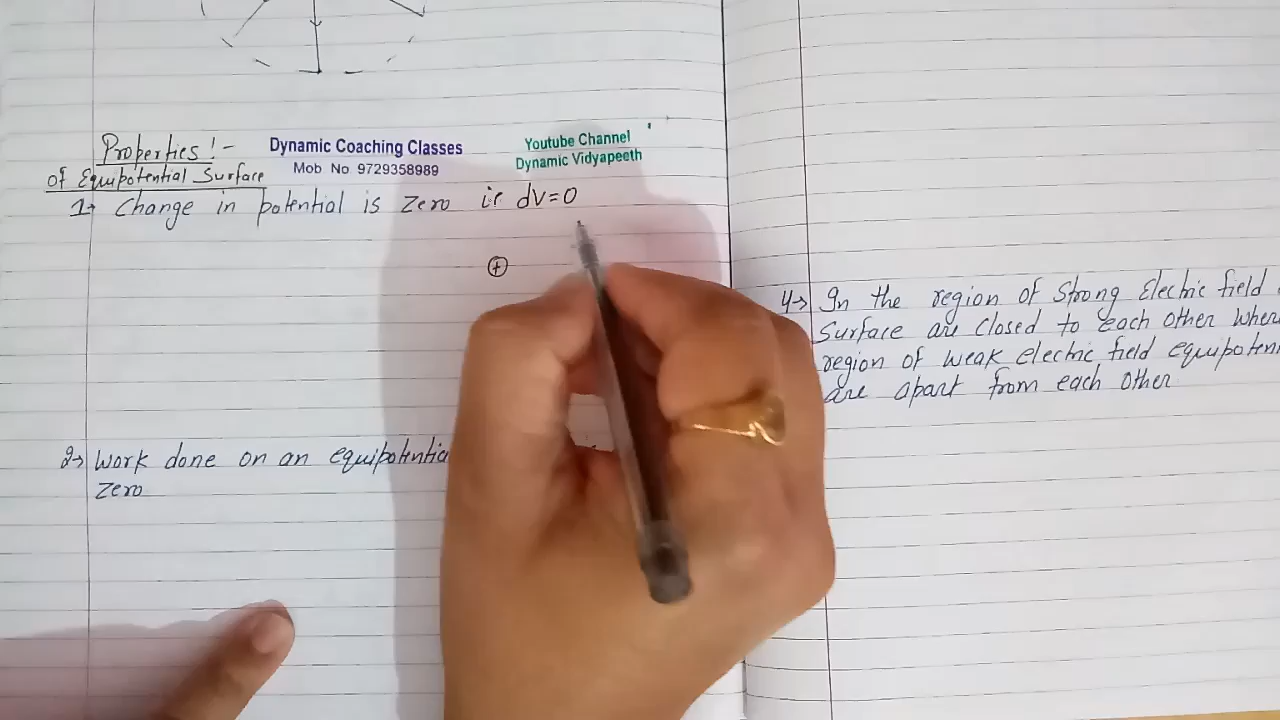 Properties :-
of Equipotential Surface
Dynamic Coaching Classes
Mob No 9729358989
Youtube Channel
Dynamic Vidyapeeth
1→ Change in potential is zero ie dv=0
+
2→ Work done on an equipotentia
zero
4→ In the region of Strong Electric field
Surface are closed to each other wher
region of weak electric field equipoten
are apart from each other